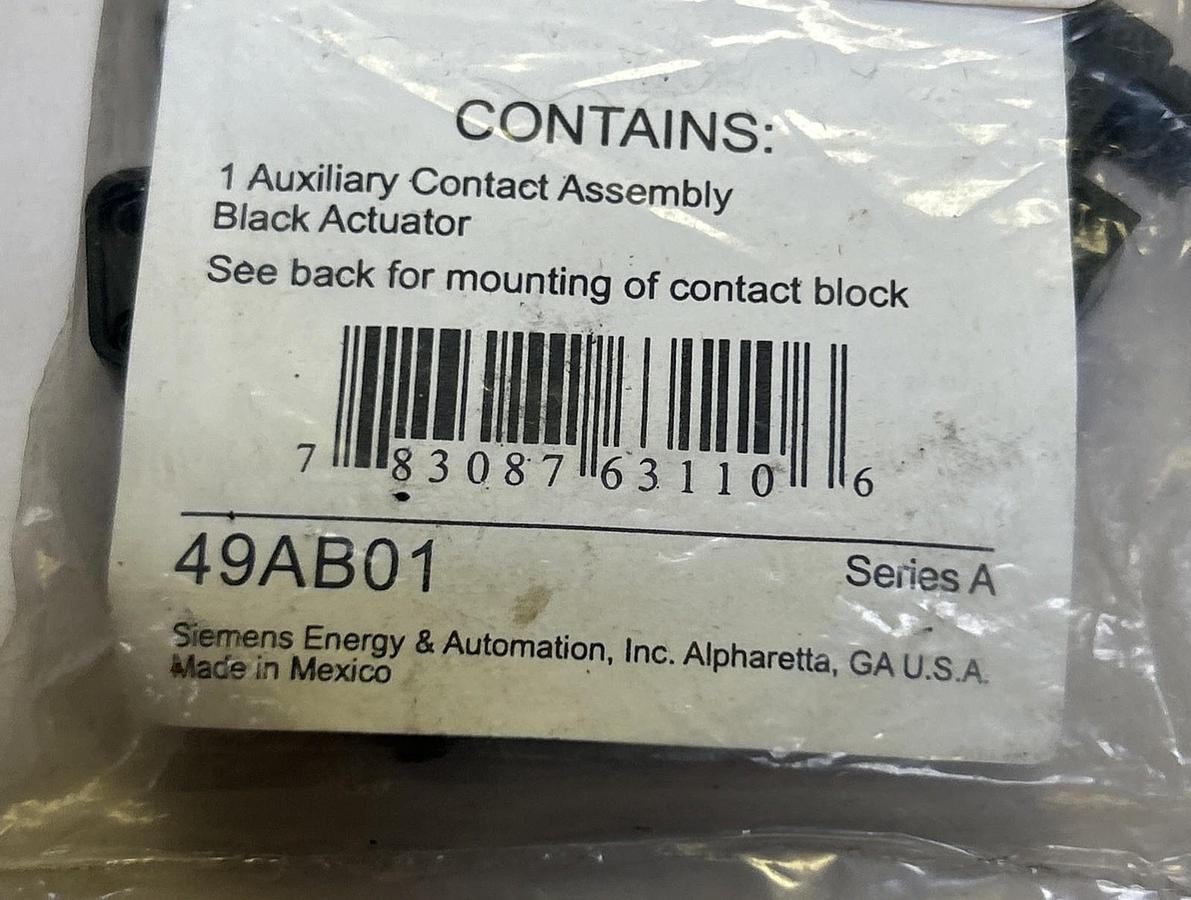 CONTAINS:
1 Auxiliary Contact Assembly
Black Actuator
See back for mounting of contact block
7 83087 63110 6
49AB01 Series A
Siemens Energy & Automation, Inc. Alpharetta, GA U.S.A.
Made in Mexico